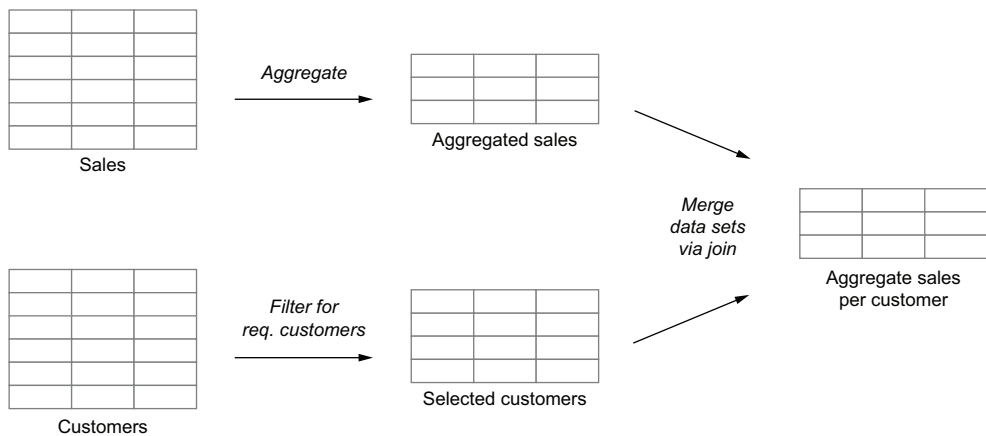 Aggregate
Sales
Aggregated sales
Merge
data sets
via join
Aggregate sales
per customer
Filter for
req. customers
Customers
Selected customers